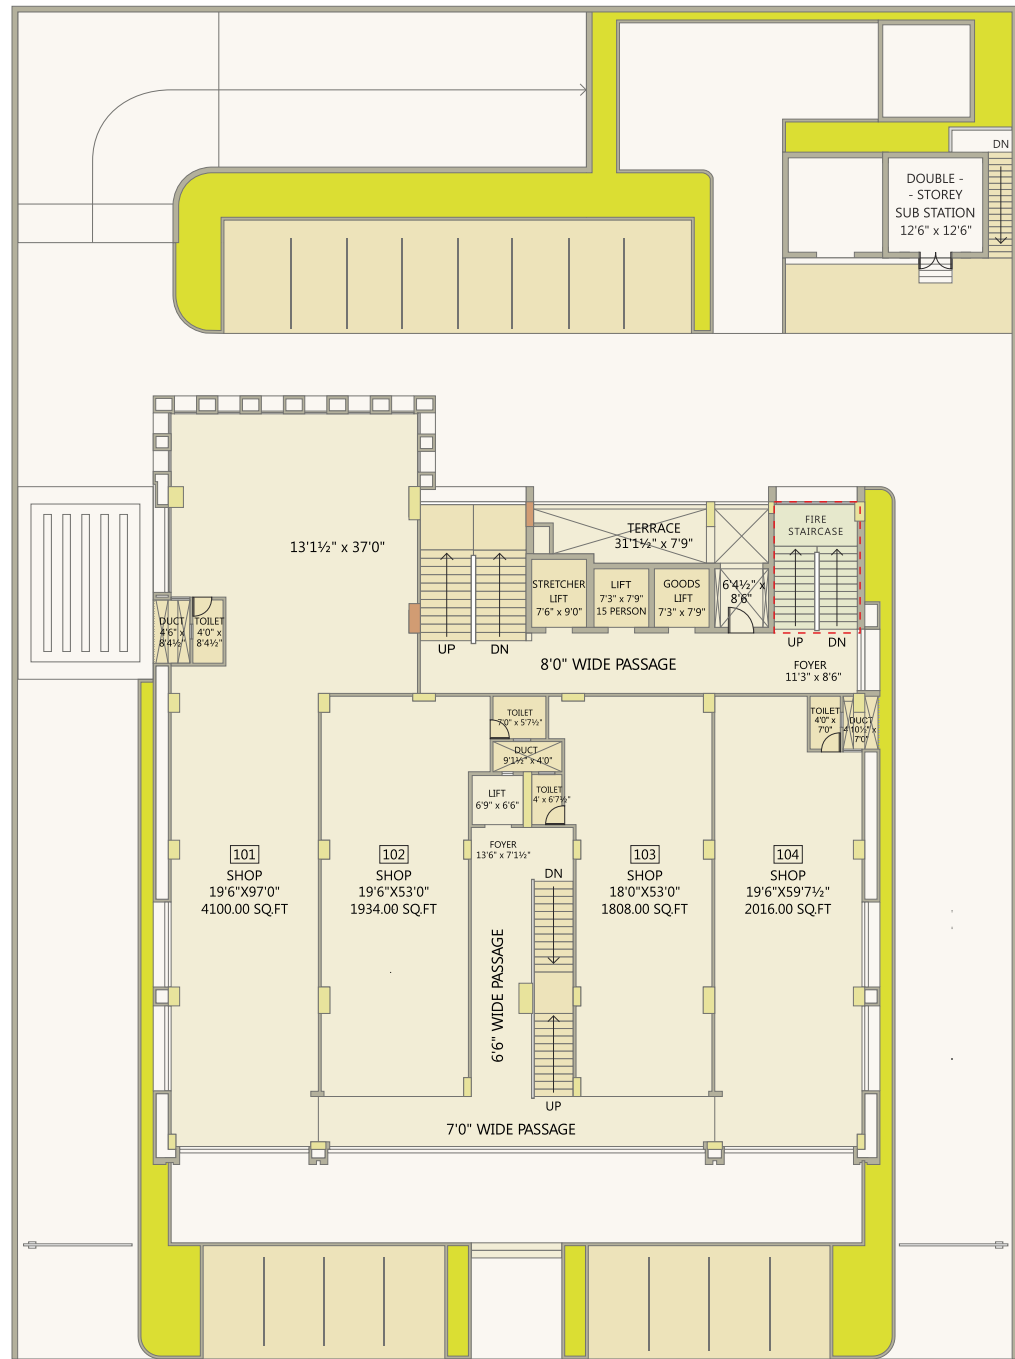 DN
DOUBLE -
- STOREY
SUB STATION
12'6" x 12'6"
13'1½" x 37'0"
TERRACE
31'1½" x 7'9"
FIRE
STAIRCASE
STRETCHER
LIFT
7'6" x 9'0"
LIFT
7'3" x 7'9"
15 PERSON
GOODS
LIFT
7'3" x 7'9"
6'4½" x
8'6"
DUCT
4'6" x
8'4½"
TOILET
4'0" x
8'4½"
UP
DN
UP
DN
8'0" WIDE PASSAGE
FOYER
11'3" x 8'6"
TOILET
7'0" x 5'7½"
DUCT
9'1½" x 4'0"
TOILET
4'0" x
7'0"
DUCT
4'10½" x
7'0"
LIFT
6'9" x 6'6"
TOILET
4' x 6'7½"
FOYER
13'6" x 7'1½"
101
SHOP
19'6"X97'0"
4100.00 SQ.FT
102
SHOP
19'6"X53'0"
1934.00 SQ.FT
DN
103
SHOP
18'0"X53'0"
1808.00 SQ.FT
104
SHOP
19'6"X59'7½"
2016.00 SQ.FT
6'6" WIDE PASSAGE
UP
7'0" WIDE PASSAGE